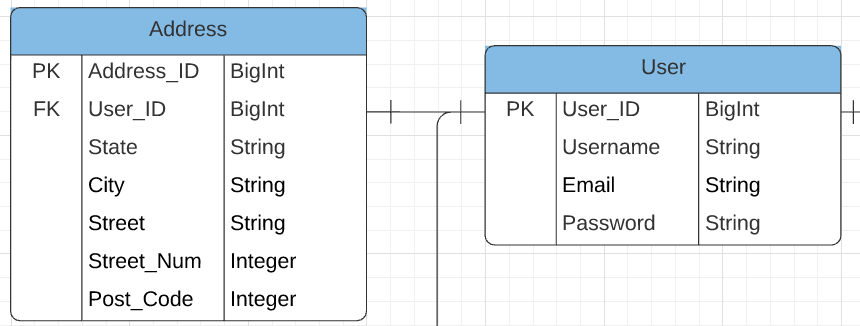 Address
PK Address_ID BigInt
FK User_ID BigInt
State String
City String
Street String
Street_Num Integer
Post_Code Integer
User
PK User_ID BigInt
Username String
Email String
Password String